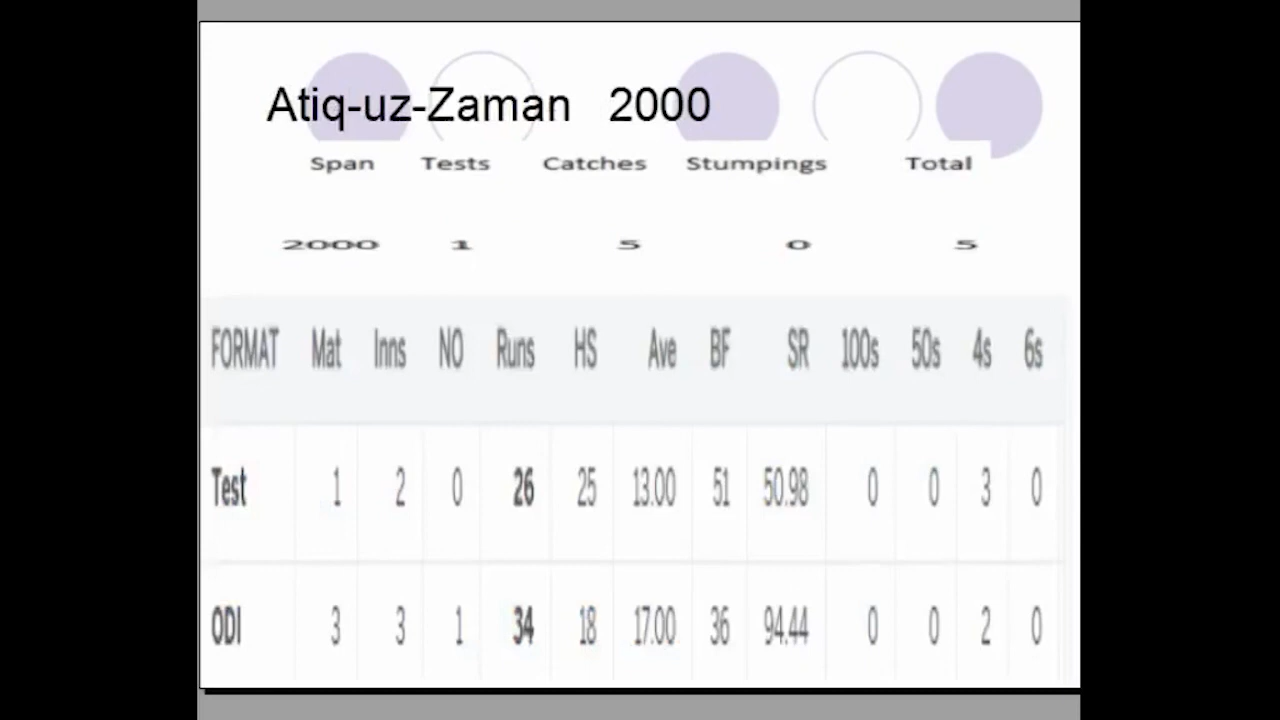 Atiq-uz-Zaman 2000
Span Tests Catches Stumpings Total
2000 1 5 0 5
FORMAT Mat Inns NO Runs HS Ave BF SR 100s 50s 4s 6s
Test 1 2 0 26 25 13.00 51 50.98 0 0 3 0
ODI 3 3 1 34 18 17.00 36 94.44 0 0 2 0